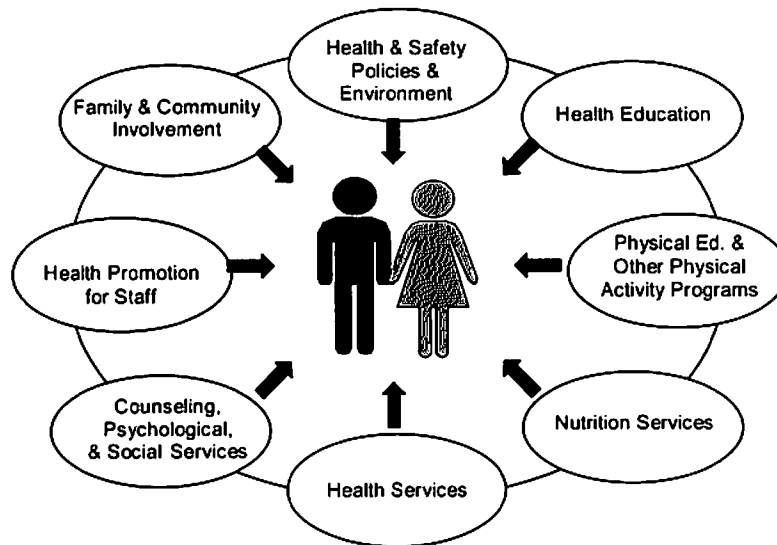 Health & Safety
Policies &
Environment
Health Education
Physical Ed. &
Other Physical
Activity Programs
Nutrition Services
Health Services
Counseling,
Psychological,
& Social Services
Health Promotion
for Staff
Family & Community
Involvement